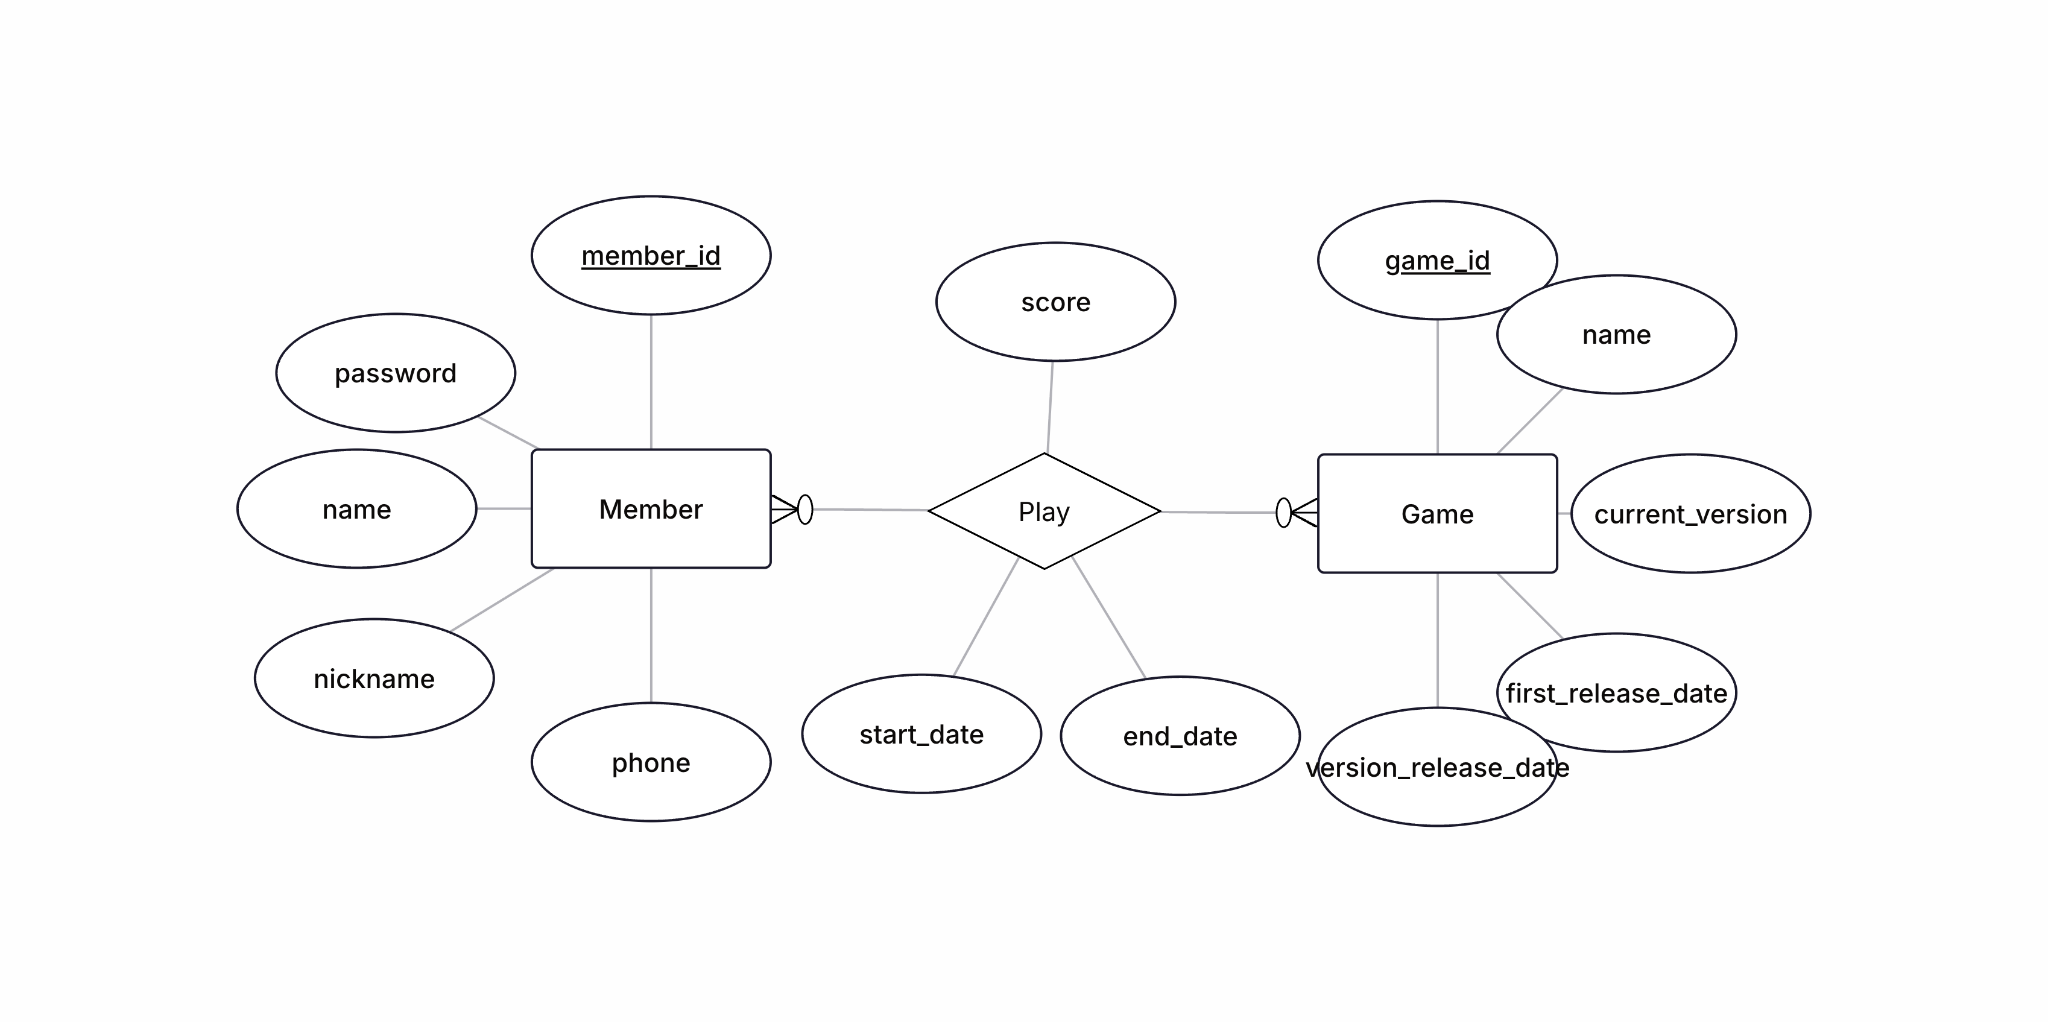 member_id
game_id
score
name
password
name
Member
Play
Game
current_version
nickname
first_release_date
start_date
end_date
phone
version_release_date